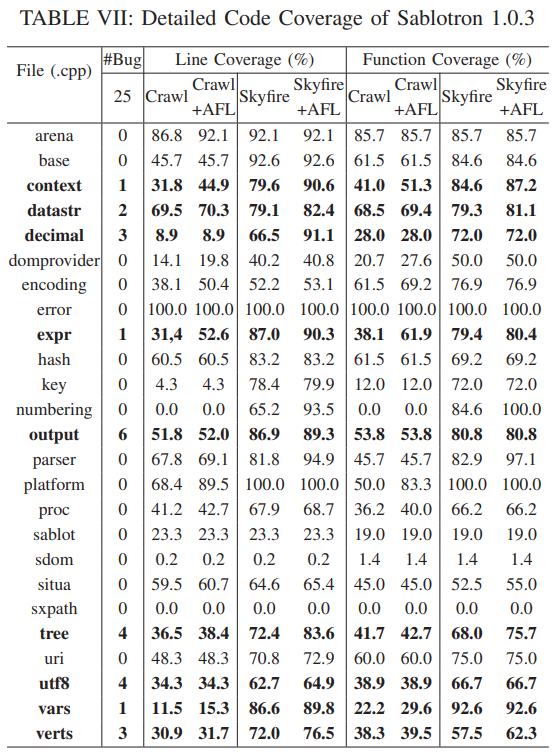 TABLE VII: Detailed Code Coverage of Sablotron 1.0.3
File (.cpp) #Bug Line Coverage (%) Function Coverage (%)
25 Crawl Crawl +AFL Skyfire Skyfire +AFL Crawl Crawl +AFL Skyfire Skyfire +AFL
arena 0 86.8 92.1 92.1 92.1 85.7 85.7 85.7 85.7
base 0 45.7 45.7 92.6 92.6 61.5 61.5 84.6 84.6
context 1 31.8 44.9 79.6 90.6 41.0 51.3 84.6 87.2
datastr 2 69.5 70.3 79.1 82.4 68.5 69.4 79.3 81.1
decimal 3 8.9 8.9 66.5 91.1 28.0 28.0 72.0 72.0
domprovider 0 14.1 19.8 40.2 40.8 20.7 27.6 50.0 50.0
encoding 0 38.1 50.4 52.2 53.1 61.5 69.2 76.9 76.9
error 0 100.0 100.0 100.0 100.0 100.0 100.0 100.0 100.0
expr 1 31,4 52.6 87.0 90.3 38.1 61.9 79.4 80.4
hash 0 60.5 60.5 83.2 83.2 61.5 61.5 69.2 69.2
key 0 4.3 4.3 78.4 79.9 12.0 12.0 72.0 72.0
numbering 0 0.0 0.0 65.2 93.5 0.0 0.0 84.6 100.0
output 6 51.8 52.0 86.9 89.3 53.8 53.8 80.8 80.8
parser 0 67.8 69.1 81.8 94.9 45.7 45.7 82.9 97.1
platform 0 68.4 89.5 100.0 100.0 50.0 83.3 100.0 100.0
proc 0 41.2 42.7 67.9 68.7 36.2 40.0 66.2 66.2
sablot 0 23.3 23.3 23.3 23.3 19.0 19.0 19.0 19.0
sdom 0 0.2 0.2 0.2 0.2 1.4 1.4 1.4 1.4
situa 0 59.5 60.7 64.6 65.4 45.0 45.0 52.5 55.0
sxpath 0 0.0 0.0 0.0 0.0 0.0 0.0 0.0 0.0
tree 4 36.5 38.4 72.4 83.6 41.7 42.7 68.0 75.7
uri 0 48.3 48.3 70.8 72.9 60.0 60.0 75.0 75.0
utf8 4 34.3 34.3 62.7 64.9 38.9 38.9 66.7 66.7
vars 1 11.5 15.3 86.6 89.8 22.2 29.6 92.6 92.6
verts 3 30.9 31.7 72.0 76.5 38.3 39.5 57.5 62.3